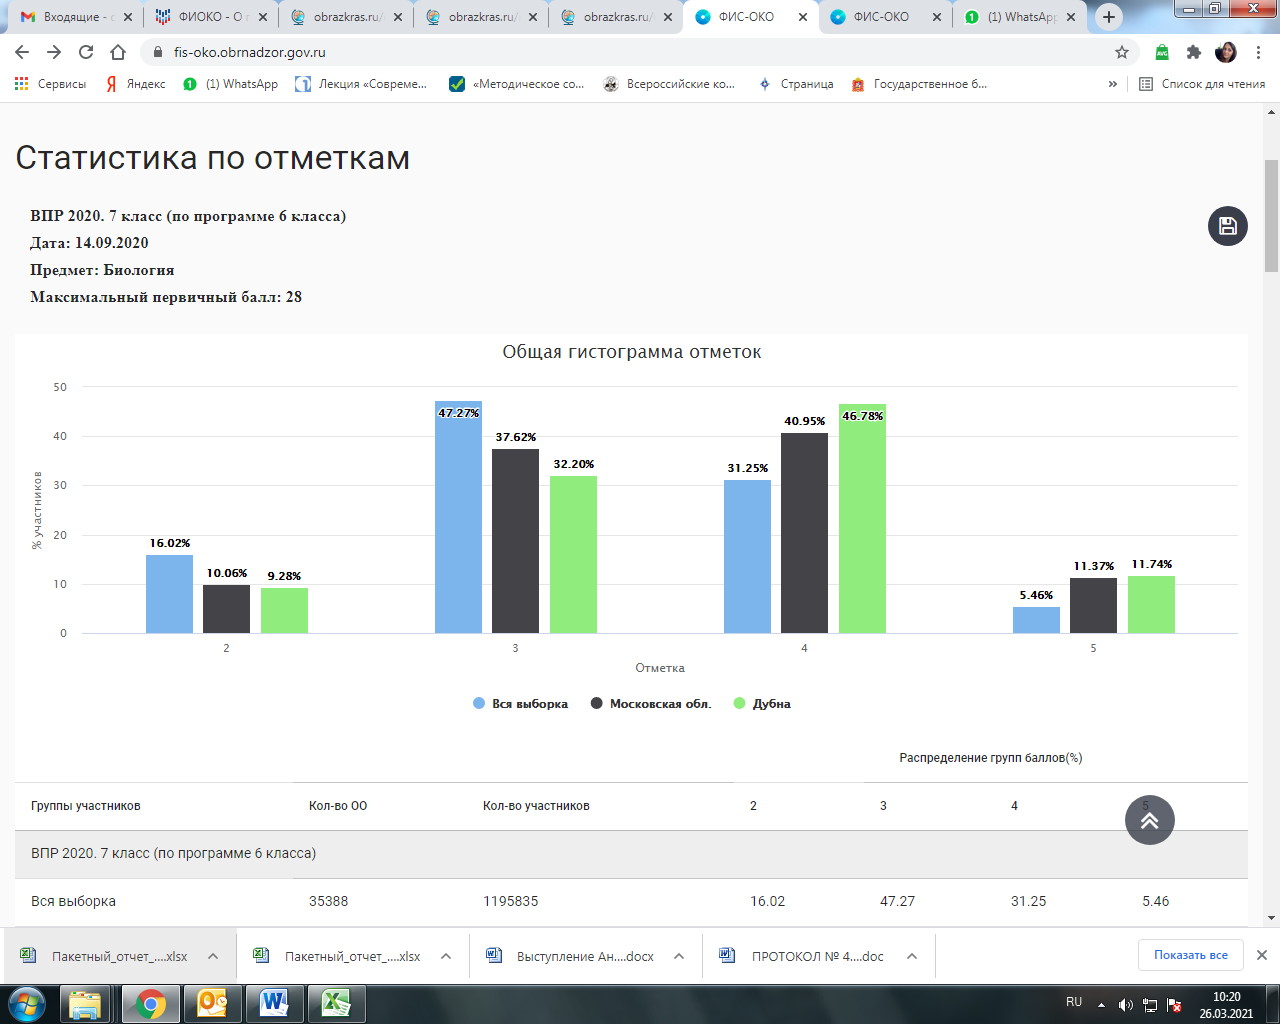 Входящие - с
ФИОКО - О п
obrazkras.ru/
obrazkras.ru/
obrazkras.ru/
ФИС-ОКО
ФИС-ОКО
(1) WhatsApp
fis-oko.obrnadzor.gov.ru
Сервисы
Яндекс
(1) WhatsApp
Лекция «Совреме...
«Методическое со...
Всероссийские ко...
Страница
Государственное б...
»
Список для чтения
Статистика по отметкам
ВПР 2020. 7 класс (по программе 6 класса)
Дата: 14.09.2020
Предмет: Биология
Максимальный первичный балл: 28
Общая гистограмма отметок
% участников
50
40
30
20
10
0
16.02%
10.06%
9.28%
47.27%
37.62%
32.20%
31.25%
40.95%
46.78%
5.46%
11.37%
11.74%
2 3 4 5
Отметка
Вся выборка Московская обл. Дубна
Распределение групп баллов(%)
Группы участников Кол-во ОО Кол-во участников 2 3 4 5
ВПР 2020. 7 класс (по программе 6 класса)
Вся выборка 35388 1195835 16.02 47.27 31.25 5.46
Пакетный_отчет_....xlsx
Пакетный_отчет_....xlsx
Выступление Ан....docx
ПРОТОКОЛ № 4....doc
Показать все
RU
10:20
26.03.2021